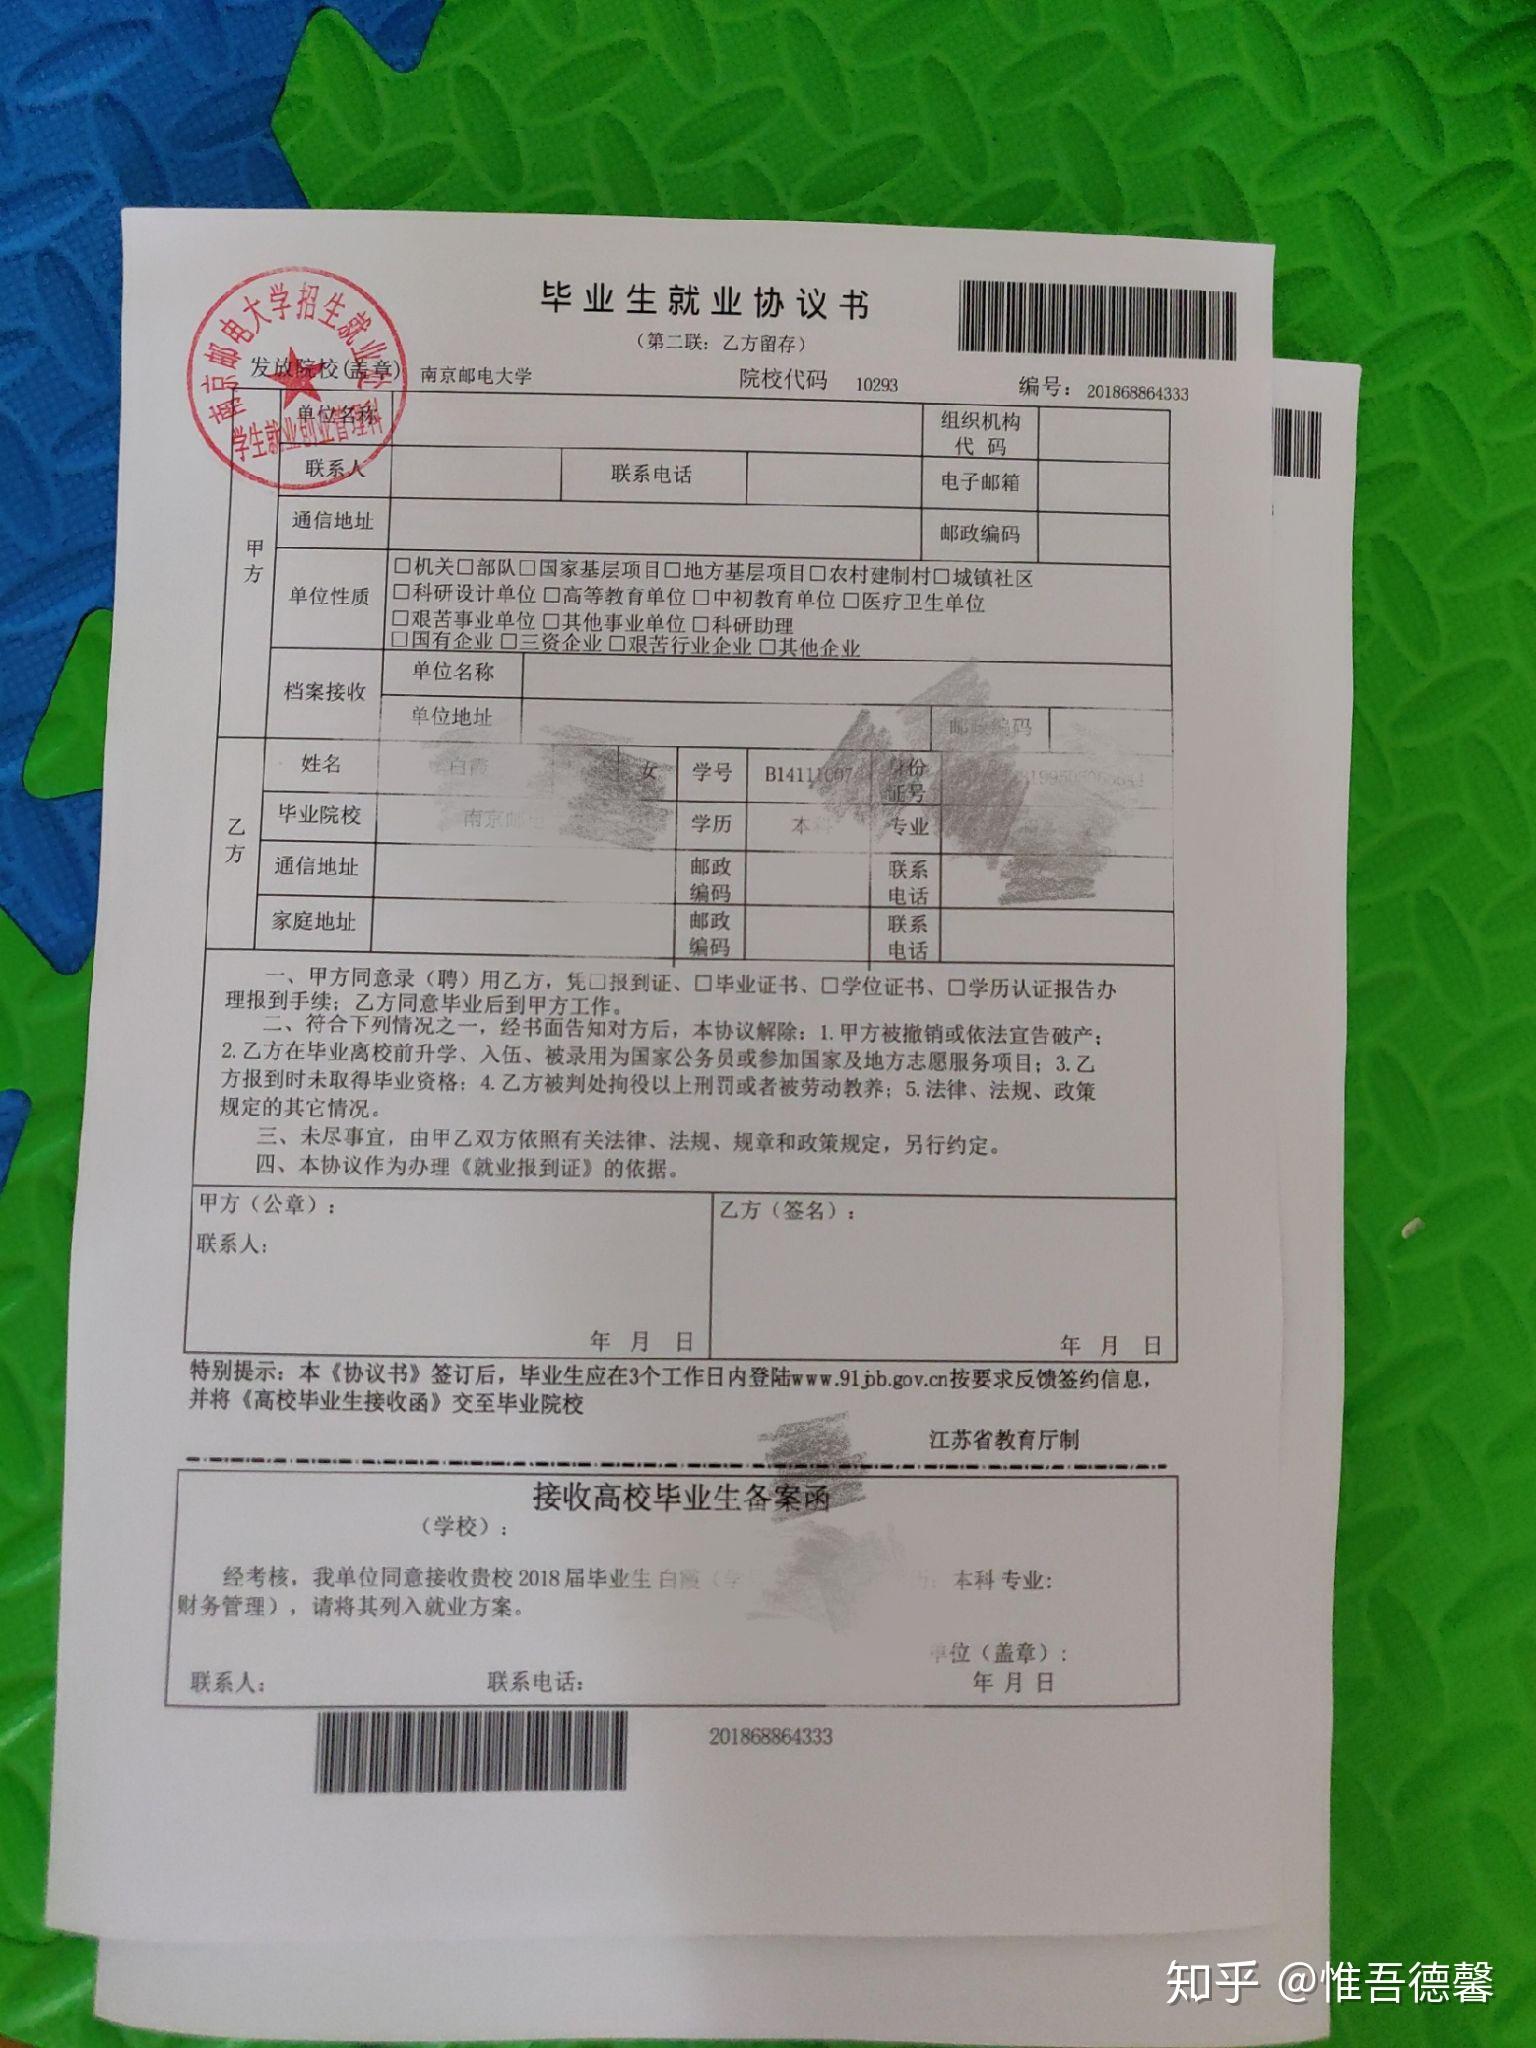 毕业生就业协议书
（第二联：乙方留存）
南京邮电大学招生就业
学生就业创业管理科
发放院校(盖章) 南京邮电大学 院校代码 10293 编号： 201868864333
甲方
单位名称 组织机构代 码
联系人 联系电话 电子邮箱
通信地址 邮政编码
单位性质
□机关□部队□国家基层项目□地方基层项目□农村建制村□城镇社区
□科研设计单位 □高等教育单位 □中初教育单位 □医疗卫生单位
□艰苦事业单位 □其他事业单位 □科研助理
□国有企业 □三资企业 □艰苦行业企业 □其他企业
档案接收 单位名称
单位地址 邮政编码
乙方
姓名 女 学号 身份证号
毕业院校 南京邮电 学历 本科 专业
通信地址 邮政编码 联系电话
家庭地址 邮政编码 联系电话
一、甲方同意录（聘）用乙方，凭□报到证、□毕业证书、□学位证书、□学历认证报告办
理报到手续；乙方同意毕业后到甲方工作。
二、符合下列情况之一，经书面告知对方后，本协议解除：1.甲方被撤销或依法宣告破产；
2.乙方在毕业离校前升学、入伍、被录用为国家公务员或参加国家及地方志愿服务项目；3.乙
方报到时未取得毕业资格；4.乙方被判处拘役以上刑罚或者被劳动教养；5.法律、法规、政策
规定的其它情况。
三、未尽事宜，由甲乙双方依照有关法律、法规、规章和政策规定，另行约定。
四、本协议作为办理《就业报到证》的依据。
甲方（公章）： 乙方（签名）：
联系人：
年 月 日 年 月 日
特别提示：本《协议书》签订后，毕业生应在3个工作日内登陆www.91job.gov.cn按要求反馈签约信息，
并将《高校毕业生接收函》交至毕业院校
江苏省教育厅制
接收高校毕业生备案函
（学校）：
经考核，我单位同意接收贵校 2018 届毕业生 白霞（学 本科 专业:
财务管理），请将其列入就业方案。
单位（盖章）：
联系人： 联系电话： 年 月 日
201868864333
知乎 @惟吾德馨